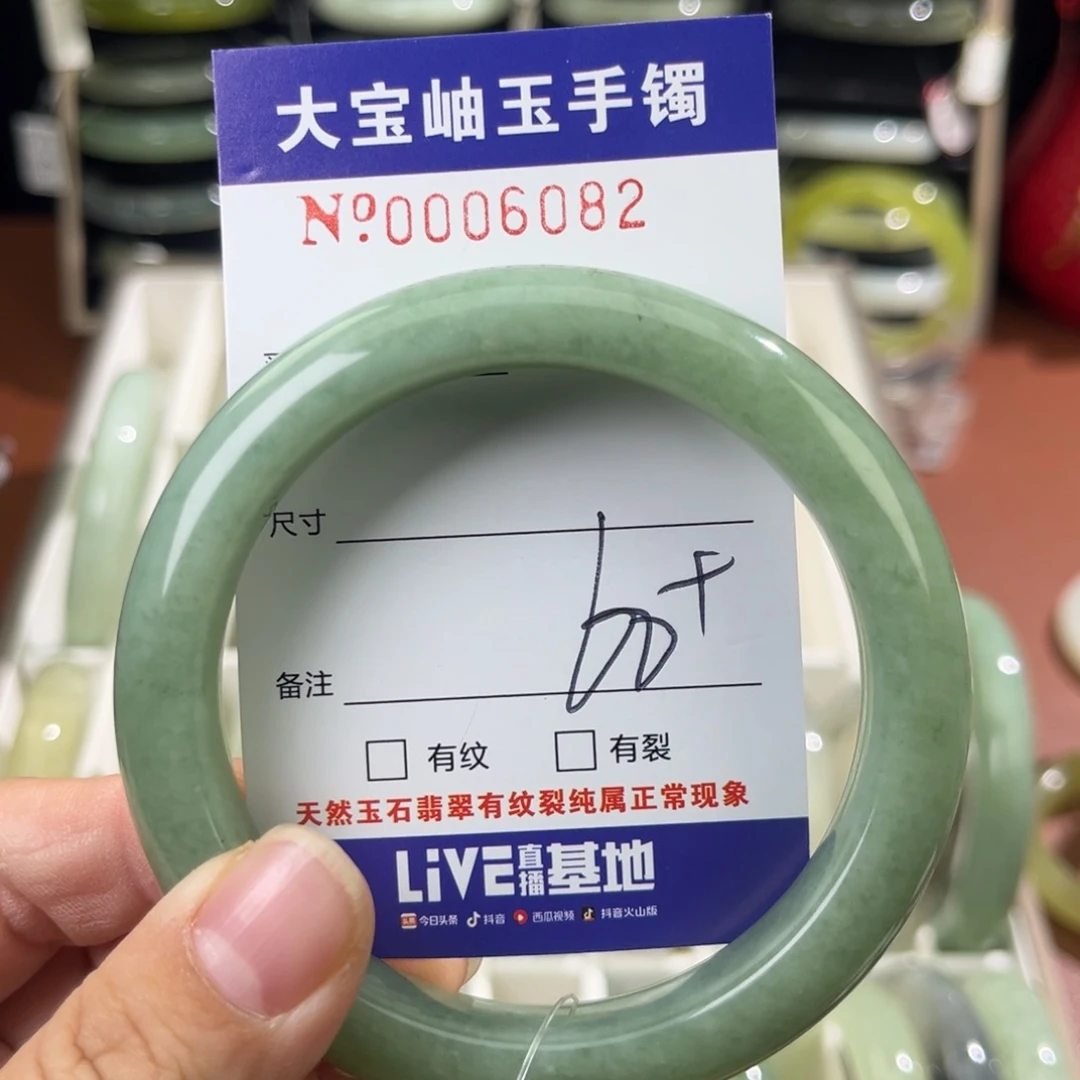 大宝岫玉手镯
Nº0006082
尺寸
备注
□ 有纹 □ 有裂
天然玉石翡翠有纹裂纯属正常现象
LiVE直播基地
头条 今日头条 抖音 西瓜视频 抖音火山版